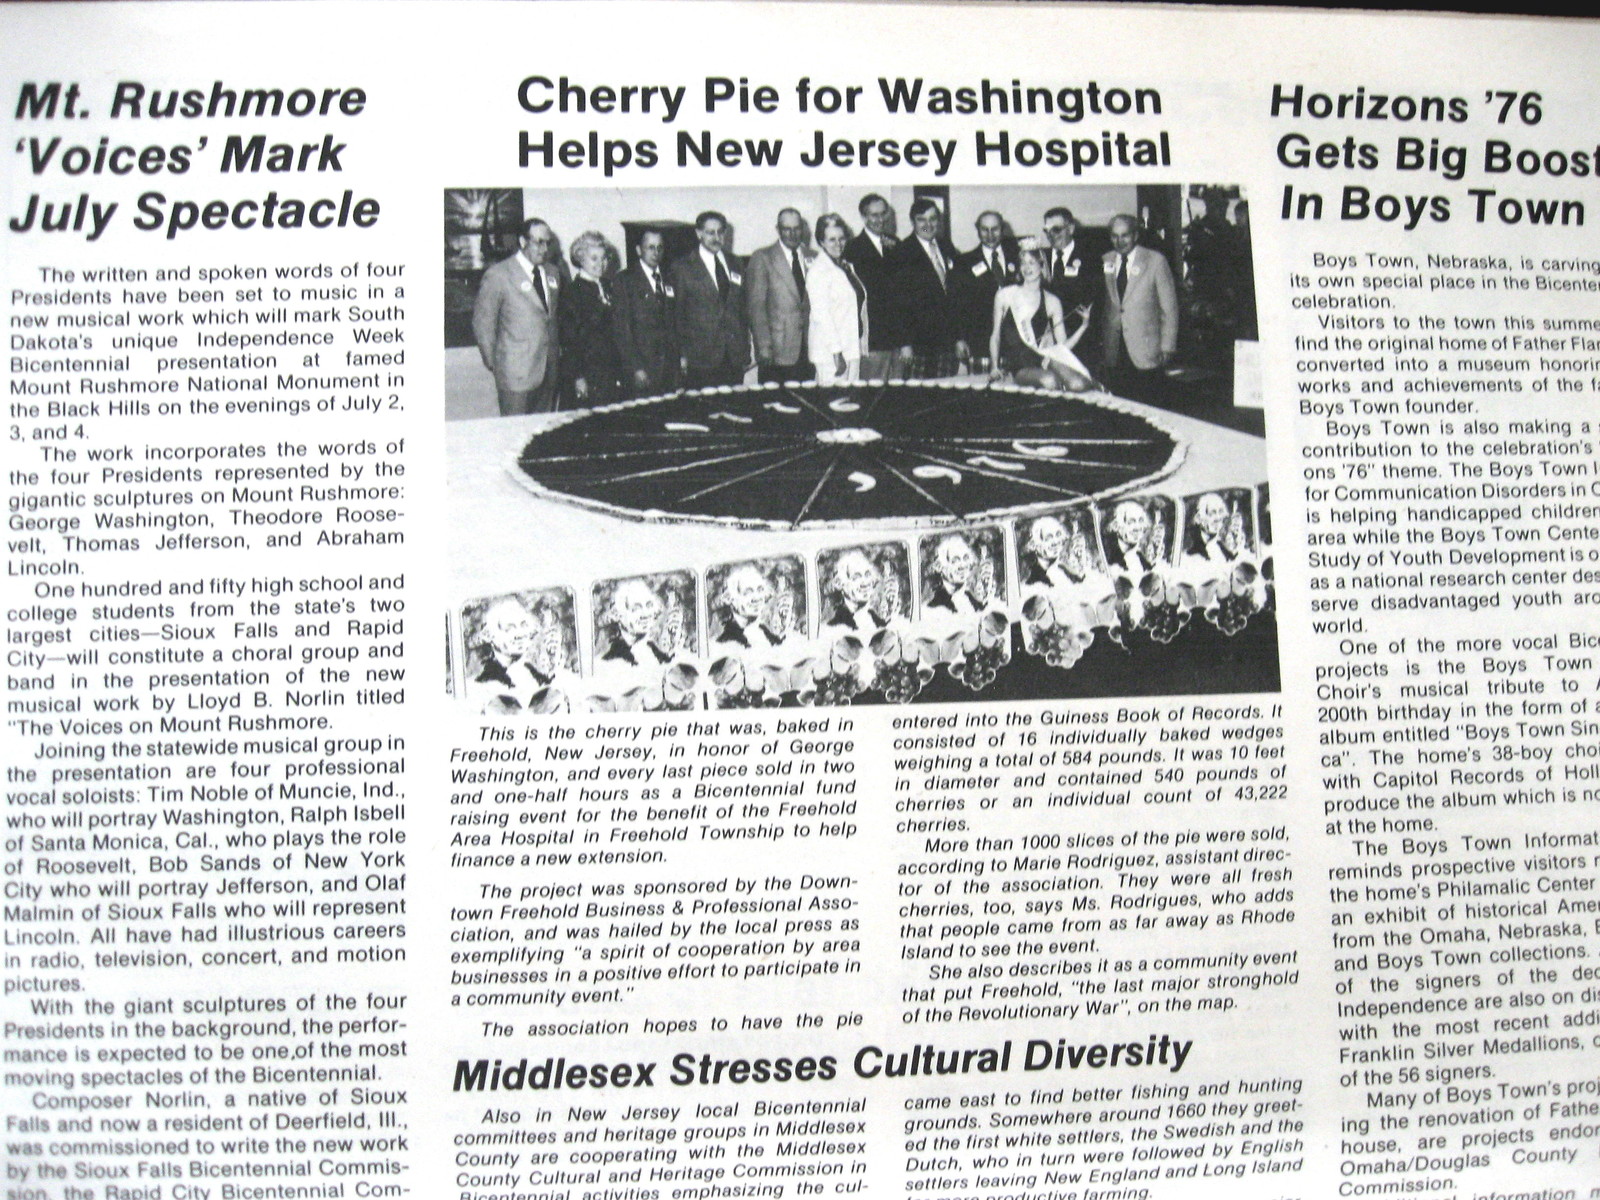 Mt. Rushmore
'Voices' Mark
July Spectacle
The written and spoken words of four
Presidents have been set to music in a
new musical work which will mark South
Dakota's unique Independence Week
Bicentennial presentation at famed
Mount Rushmore National Monument in
the Black Hills on the evenings of July 2,
3, and 4.
The work incorporates the words of
the four Presidents represented by the
gigantic sculptures on Mount Rushmore:
George Washington, Theodore Roose-
velt, Thomas Jefferson, and Abraham
Lincoln.
One hundred and fifty high school and
college students from the state's two
largest cities—Sioux Falls and Rapid
City—will constitute a choral group and
band in the presentation of the new
musical work by Lloyd B. Norlin titled
"The Voices on Mount Rushmore.
Joining the statewide musical group in
the presentation are four professional
vocal soloists: Tim Noble of Muncie, Ind.,
who will portray Washington, Ralph Isbell
of Santa Monica, Cal., who plays the role
of Roosevelt, Bob Sands of New York
City who will portray Jefferson, and Olaf
Malmin of Sioux Falls who will represent
Lincoln. All have had illustrious careers
in radio, television, concert, and motion
pictures.
With the giant sculptures of the four
Presidents in the background, the perfor-
mance is expected to be one of the most
moving spectacles of the Bicentennial.
Composer Norlin, a native of Sioux
Falls and now a resident of Deerfield, Ill.,
was commissioned to write the new work
by the Sioux Falls Bicentennial Commis-
sion, the Rapid City Bicentennial Com-
Cherry Pie for Washington
Helps New Jersey Hospital
1776
1976
This is the cherry pie that was, baked in
Freehold, New Jersey, in honor of George
Washington, and every last piece sold in two
and one-half hours as a Bicentennial fund
raising event for the benefit of the Freehold
Area Hospital in Freehold Township to help
finance a new extension.
The project was sponsored by the Down-
town Freehold Business & Professional Asso-
ciation, and was hailed by the local press as
exemplifying "a spirit of cooperation by area
businesses in a positive effort to participate in
a community event."
The association hopes to have the pie
entered into the Guiness Book of Records. It
consisted of 16 individually baked wedges
weighing a total of 584 pounds. It was 10 feet
in diameter and contained 540 pounds of
cherries or an individual count of 43,222
cherries.
More than 1000 slices of the pie were sold,
according to Marie Rodriguez, assistant direc-
tor of the association. They were all fresh
cherries, too, says Ms. Rodrigues, who adds
that people came from as far away as Rhode
Island to see the event.
She also describes it as a community event
that put Freehold, "the last major stronghold
of the Revolutionary War", on the map.
Middlesex Stresses Cultural Diversity
Also in New Jersey local Bicentennial
committees and heritage groups in Middlesex
County are cooperating with the Middlesex
County Cultural and Heritage Commission in
Bicentennial activities emphasizing the cul-
came east to find better fishing and hunting
grounds. Somewhere around 1660 they greet-
ed the first white settlers, the Swedish and the
Dutch, who in turn were followed by English
settlers leaving New England and Long Island
for more productive farming.
Horizons '76
Gets Big Boost
In Boys Town
Boys Town, Nebraska, is carving
its own special place in the Bicente
celebration.
Visitors to the town this summe
find the original home of Father Flan
converted into a museum honorin
works and achievements of the fa
Boys Town founder.
Boys Town is also making a s
contribution to the celebration's
ons '76" theme. The Boys Town I
for Communication Disorders in O
is helping handicapped children
area while the Boys Town Cente
Study of Youth Development is o
as a national research center des
serve disadvantaged youth aro
world.
One of the more vocal Bice
projects is the Boys Town
Choir's musical tribute to A
200th birthday in the form of a
album entitled "Boys Town Sin
ca". The home's 38-boy choi
with Capitol Records of Holl
produce the album which is no
at the home.
The Boys Town Informat
reminds prospective visitors
the home's Philamalic Center
an exhibit of historical Ame
from the Omaha, Nebraska,
and Boys Town collections.
of the signers of the dec
Independence are also on dis
with the most recent addi
Franklin Silver Medallions,
of the 56 signers.
Many of Boys Town's proj
ing the renovation of Fathe
house, are projects endor
Omaha/Douglas County
Commission.
information